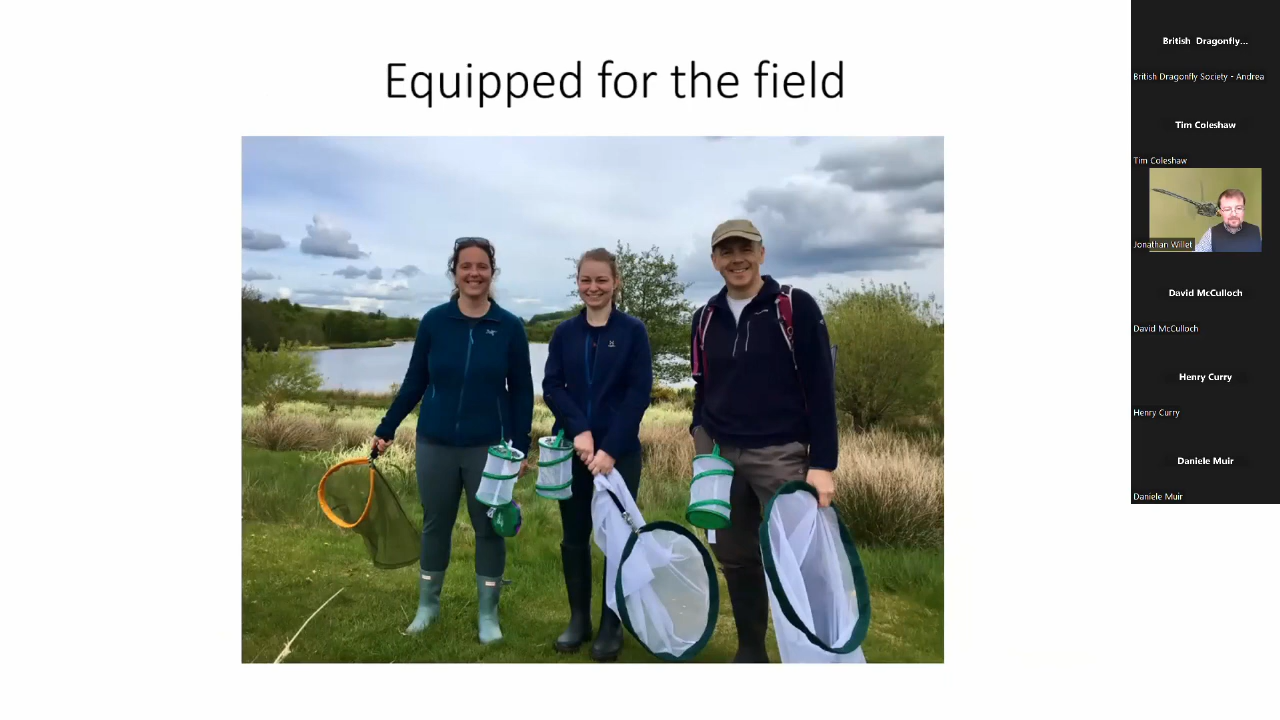 Equipped for the field
British Dragonfly...
British Dragonfly Society - Andrea
Tim Coleshaw
Tim Coleshaw
Jonathan Willet
David McCulloch
David McCulloch
Henry Curry
Henry Curry
Daniele Muir
Daniele Muir